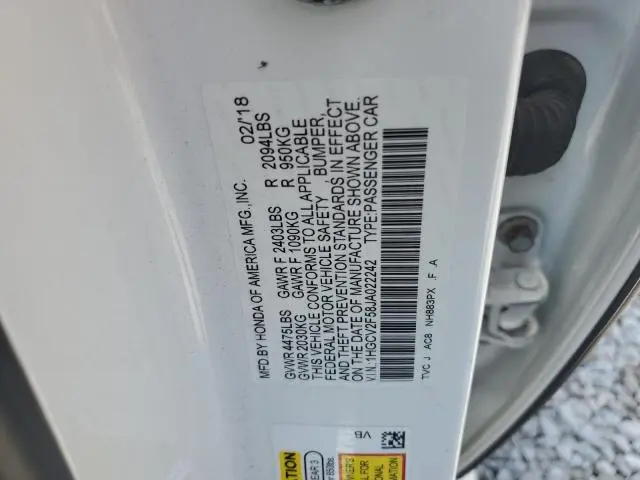 MFD.BY HONDA OF AMERICA MFG.,INC. 02/'18
GVWR 4475LBS GAWR F 2403LBS R 2094LBS
GVWR 2030KG GAWR F 1090KG R 950KG
THIS VEHICLE CONFORMS TO ALL APPLICABLE
FEDERAL MOTOR VEHICLE SAFETY , BUMPER,
& THEFT PREVENTION STANDARDS IN EFFECT
ON THE DATE OF MANUFACTURE SHOWN ABOVE.
V.I.N.:1HGCV2F58JA022242 TYPE:PASSENGER CAR
TVC J AC8 NH883PX .F .A
VB